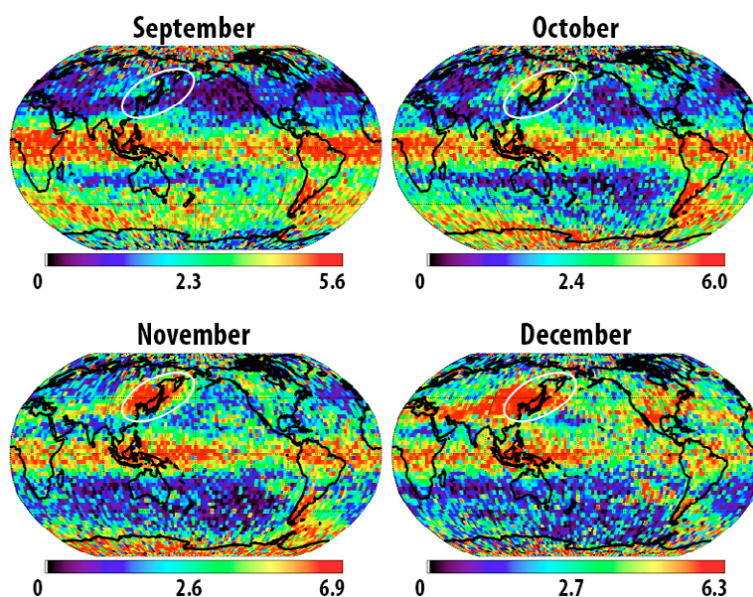 September
October
0 2.3 5.6
0 2.4 6.0
November
December
0 2.6 6.9
0 2.7 6.3